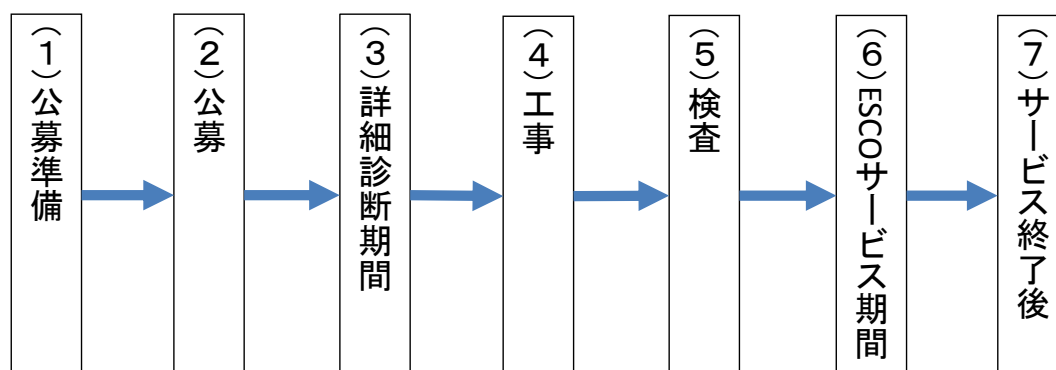 (1)公募準備
(2)公募
(3)詳細診断期間
(4)工事
(5)検査
(6)ESCOサービス期間
(7)サービス終了後